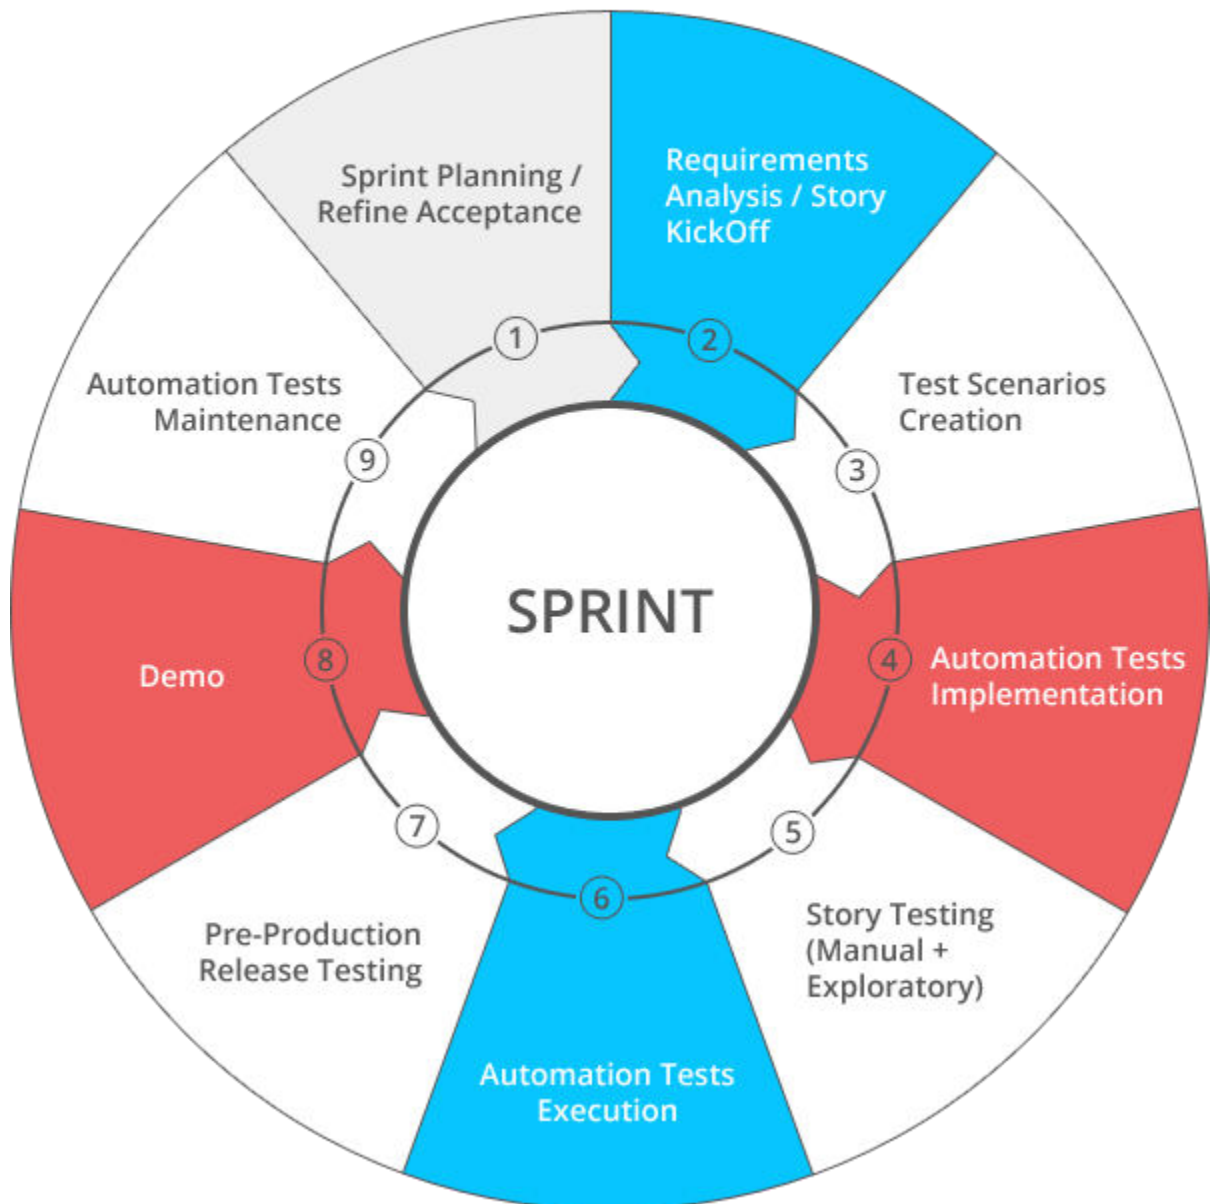 Sprint Planning /
Refine Acceptance
1
Requirements
Analysis / Story
KickOff
2
Test Scenarios
Creation
3
Automation Tests
Implementation
4
Story Testing
(Manual +
Exploratory)
5
Automation Tests
Execution
6
Pre-Production
Release Testing
7
Demo
8
Automation Tests
Maintenance
9
SPRINT